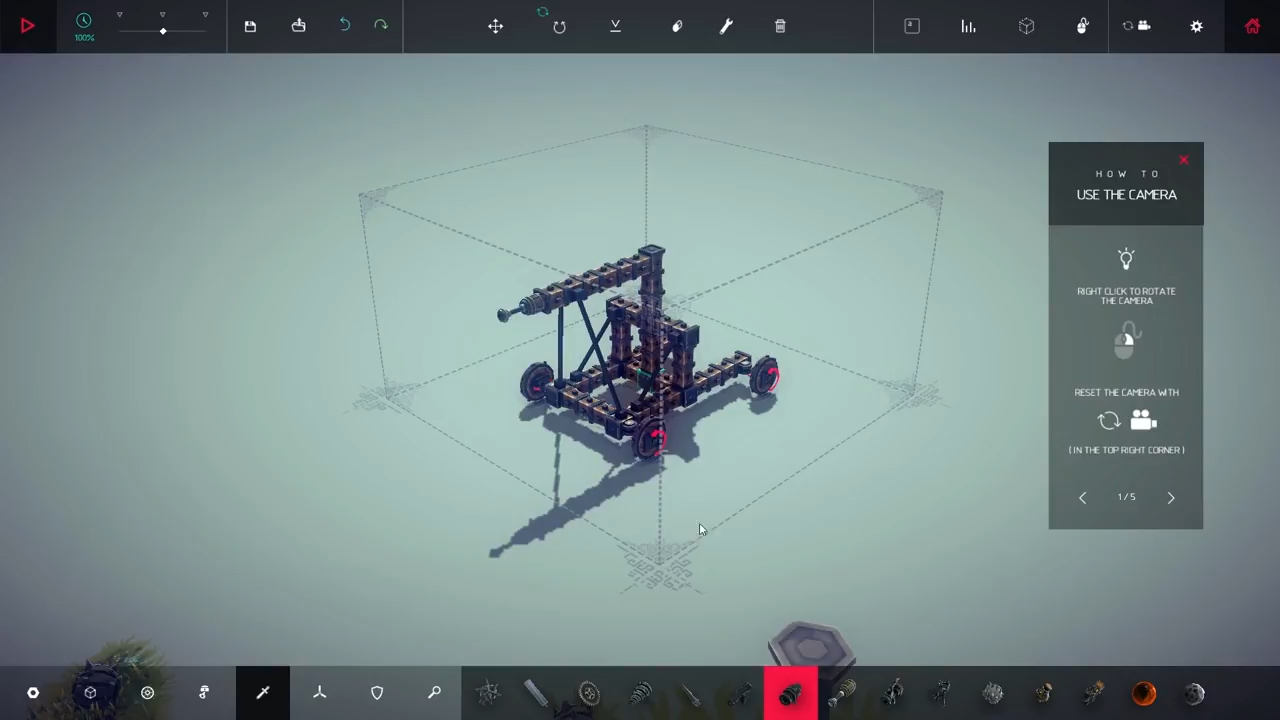 100%
HOW TO
USE THE CAMERA
RIGHT CLICK TO ROTATE
THE CAMERA
RESET THE CAMERA WITH
( IN THE TOP RIGHT CORNER )
1/5